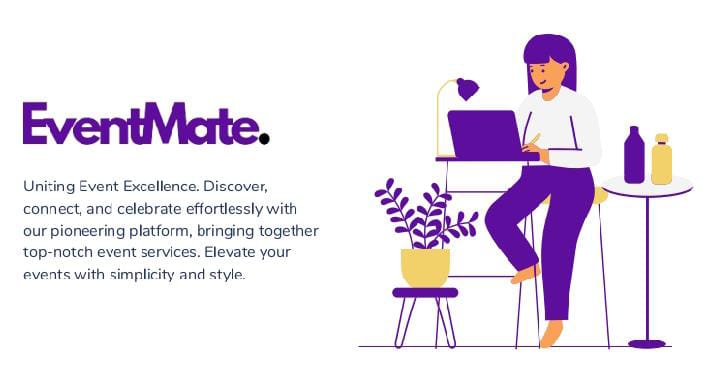 EventMate.
Uniting Event Excellence. Discover,
connect, and celebrate effortlessly with
our pioneering platform, bringing together
top-notch event services. Elevate your
events with simplicity and style.